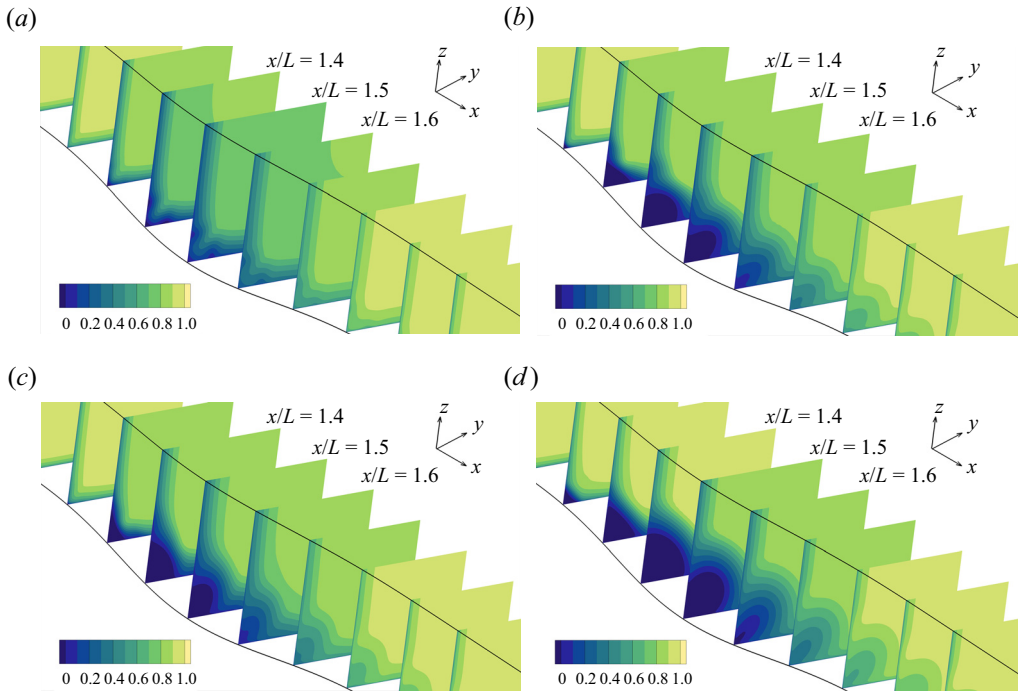 (a)
x/L = 1.4
z
y
x/L = 1.5
x
x/L = 1.6
0 0.2 0.4 0.6 0.8 1.0
(b)
x/L = 1.4
z
y
x/L = 1.5
x
x/L = 1.6
0 0.2 0.4 0.6 0.8 1.0
(c)
x/L = 1.4
z
y
x/L = 1.5
x
x/L = 1.6
0 0.2 0.4 0.6 0.8 1.0
(d)
x/L = 1.4
z
y
x/L = 1.5
x
x/L = 1.6
0 0.2 0.4 0.6 0.8 1.0